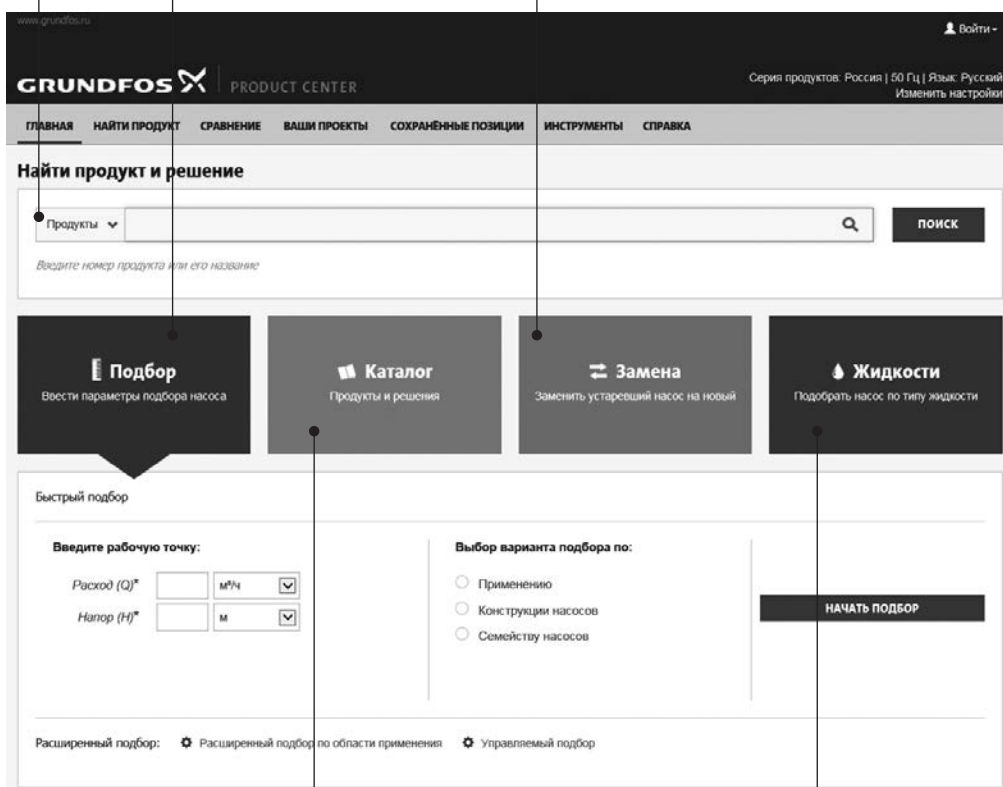 www.grundfos.ru
Войти
GRUNDFOS PRODUCT CENTER
Серия продуктов: Россия | 50 Гц | Язык: Русский
Изменить настройки
ГЛАВНАЯ НАЙТИ ПРОДУКТ СРАВНЕНИЕ ВАШИ ПРОЕКТЫ СОХРАНЁННЫЕ ПОЗИЦИИ ИНСТРУМЕНТЫ СПРАВКА
Найти продукт и решение
Продукты
ПОИСК
Введите номер продукта или его название
Подбор
Ввести параметры подбора насоса
Каталог
Продукты и решения
Замена
Заменить устаревший насос на новый
Жидкости
Подобрать насос по типу жидкости
Быстрый подбор
Введите рабочую точку:
Расход (Q)* м³/ч
Напор (H)* м
Выбор варианта подбора по:
Применению
Конструкции насосов
Семейству насосов
НАЧАТЬ ПОДБОР
Расширенный подбор: Расширенный подбор по области применения Управляемый подбор